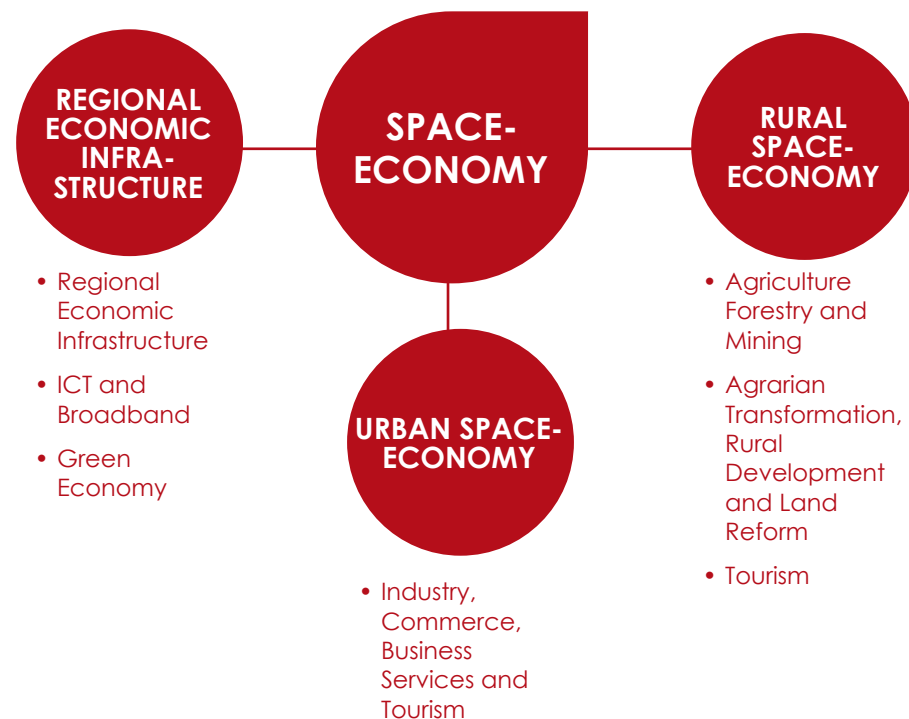 REGIONAL
ECONOMIC
INFRA-
STRUCTURE
• Regional
Economic
Infrastructure
• ICT and
Broadband
• Green
Economy
SPACE-
ECONOMY
URBAN SPACE-
ECONOMY
• Industry,
Commerce,
Business
Services and
Tourism
RURAL
SPACE-
ECONOMY
• Agriculture
Forestry and
Mining
• Agrarian
Transformation,
Rural
Development
and Land
Reform
• Tourism